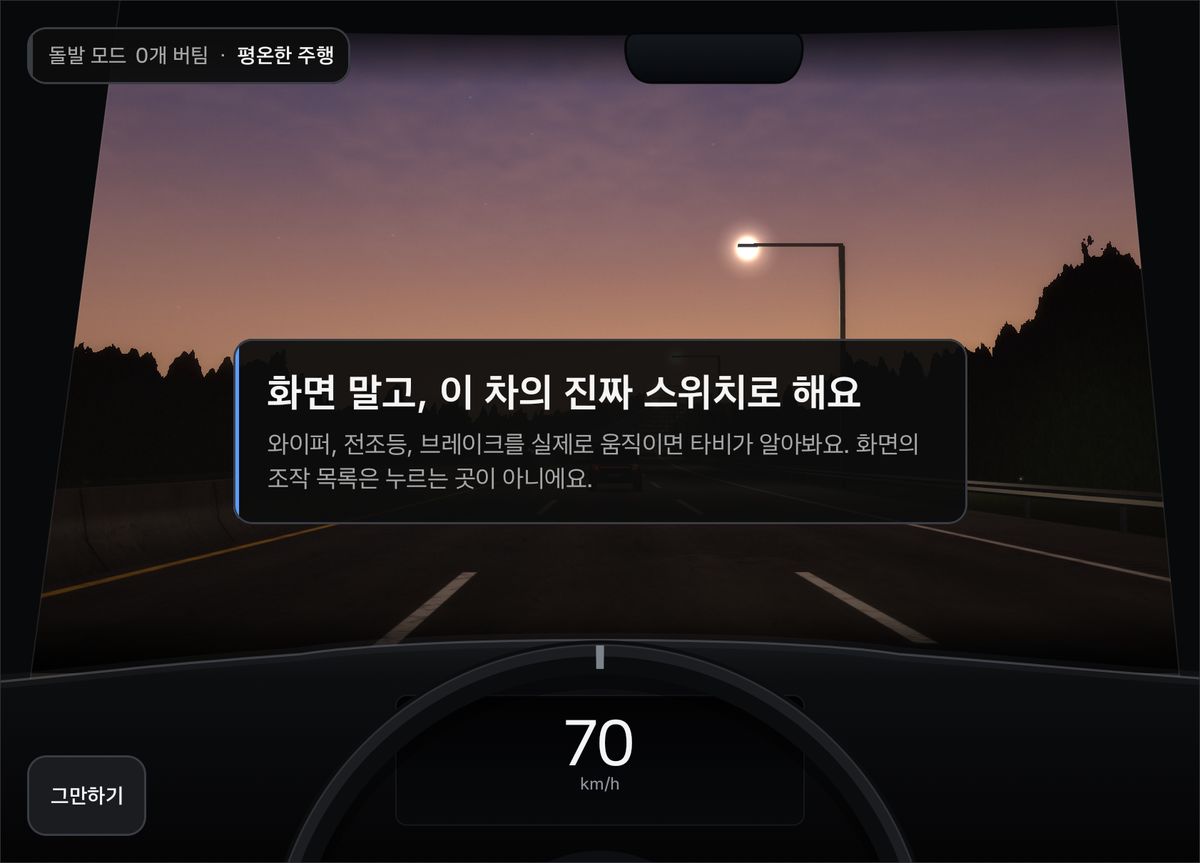 돌발 모드 0개 버팀 · 평온한 주행
화면 말고, 이 차의 진짜 스위치로 해요
와이퍼, 전조등, 브레이크를 실제로 움직이면 타비가 알아봐요. 화면의
조작 목록은 누르는 곳이 아니에요.
70
km/h
그만하기